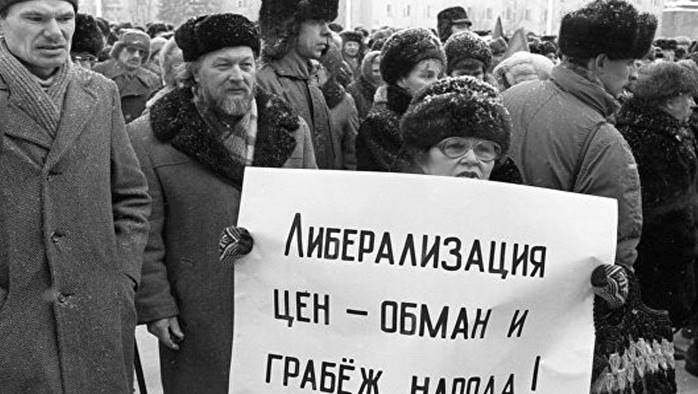 Либерализация
цен – обман и
грабёж народа!